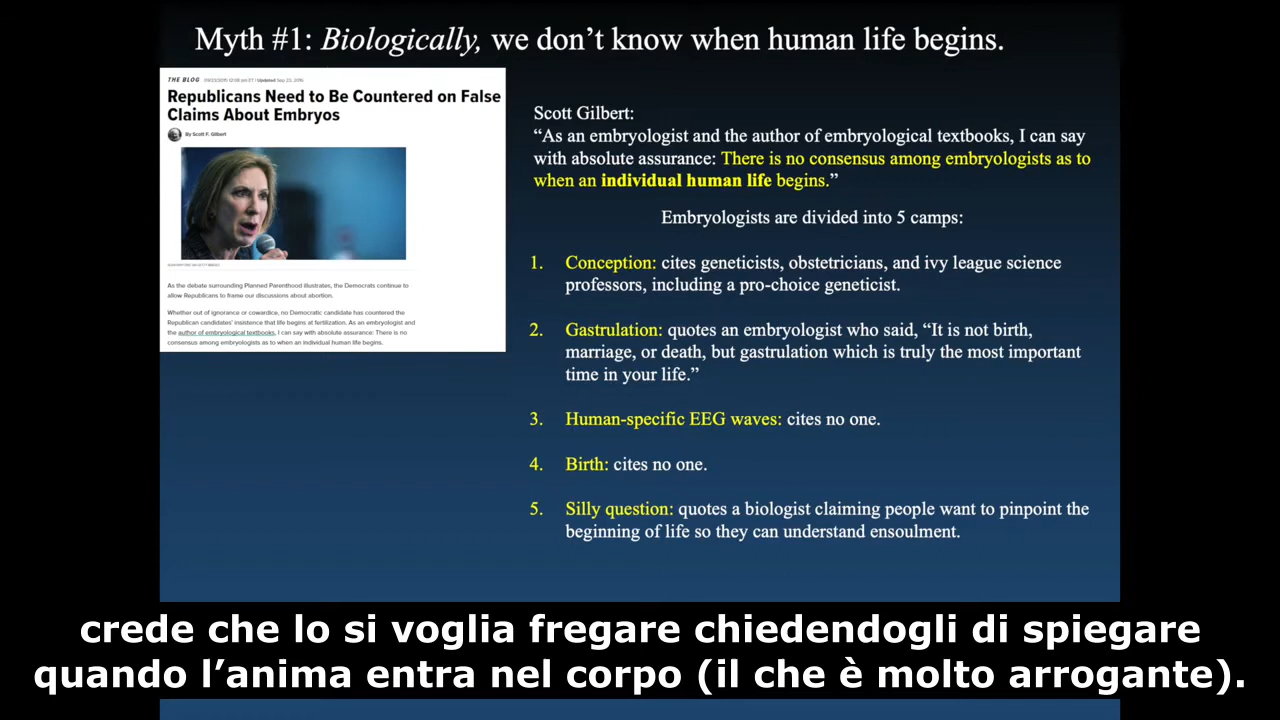 Myth #1: Biologically, we don’t know when human life begins.
THE BLOG 09/23/2015 12:08 pm ET | Updated Sep 23, 2016
Republicans Need to Be Countered on False
Claims About Embryos
By Scott F. Gilbert
As the debate surrounding Planned Parenthood illustrates, the Democrats continue to
allow Republicans to frame our discussions about abortion.
Whether out of ignorance or cowardice, no Democratic candidate has countered the
Republican candidates’ insistence that life begins at fertilization. As an embryologist and
the author of embryological textbooks, I can say with absolute assurance: There is no
consensus among embryologists as to when an individual human life begins.
Scott Gilbert:
“As an embryologist and the author of embryological textbooks, I can say
with absolute assurance: There is no consensus among embryologists as to
when an individual human life begins.”
Embryologists are divided into 5 camps:
1. Conception: cites geneticists, obstetricians, and ivy league science
professors, including a pro-choice geneticist.
2. Gastrulation: quotes an embryologist who said, “It is not birth,
marriage, or death, but gastrulation which is truly the most important
time in your life.”
3. Human-specific EEG waves: cites no one.
4. Birth: cites no one.
5. Silly question: quotes a biologist claiming people want to pinpoint the
beginning of life so they can understand ensoulment.
crede che lo si voglia fregare chiedendogli di spiegare
quando l’anima entra nel corpo (il che è molto arrogante).